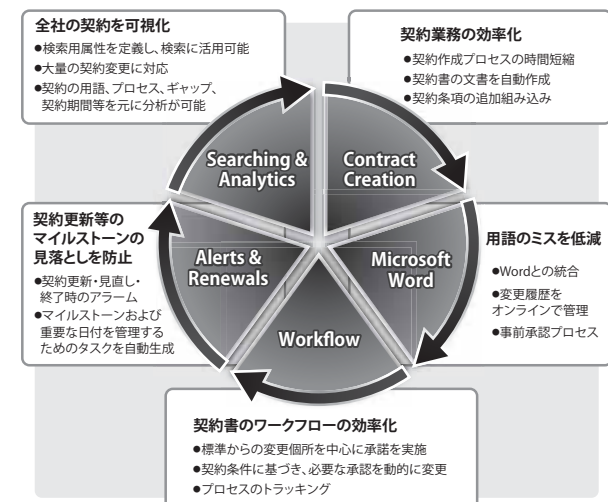 全社の契約を可視化
●検索用属性を定義し、検索に活用可能
●大量の契約変更に対応
●契約の用語、プロセス、ギャップ、
契約期間等を元に分析が可能
契約業務の効率化
●契約作成プロセスの時間短縮
●契約書の文書を自動作成
●契約条項の追加組み込み
Searching &
Analytics
Contract
Creation
契約更新等の
マイルストーンの
見落としを防止
●契約更新・見直し・
終了時のアラーム
●マイルストーンおよび
重要な日付を管理する
ためのタスクを自動生成
Alerts &
Renewals
Microsoft
Word
用語のミスを低減
●Wordとの統合
●変更履歴を
オンラインで管理
●事前承認プロセス
Workflow
契約書のワークフローの効率化
●標準からの変更個所を中心に承諾を実施
●契約条件に基づき、必要な承認を動的に変更
●プロセスのトラッキング